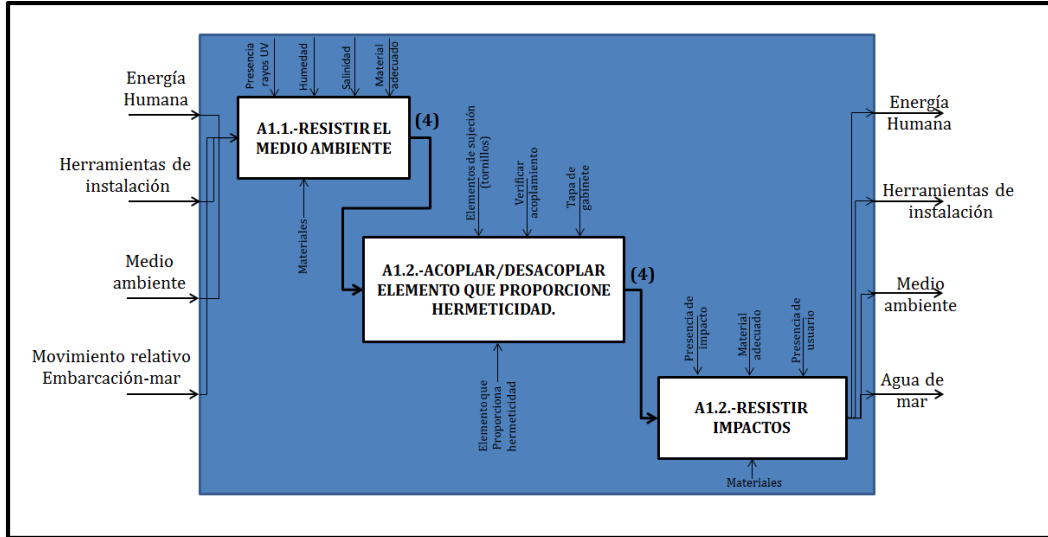 Energía
Humana
Herramientas de
instalación
Medio
ambiente
Movimiento relativo
Embarcación-mar
Presencia
rayos UV
Humedad
Salinidad
Material
adecuado
A1.1.-RESISTIR EL
MEDIO AMBIENTE
(4)
Materiales
Elementos de sujeción
(tornillos)
Verificar
acoplamiento
Tapa de
gabinete
A1.2.-ACOPLAR/DESACOPLAR
ELEMENTO QUE PROPORCIONE
HERMETICIDAD.
(4)
Elemento que
Proporciona
hermeticidad
Presencia de
impacto
Material
adecuado
Presencia de
usuario
A1.2.-RESISTIR
IMPACTOS
Materiales
Energía
Humana
Herramientas de
instalación
Medio
ambiente
Agua de
mar